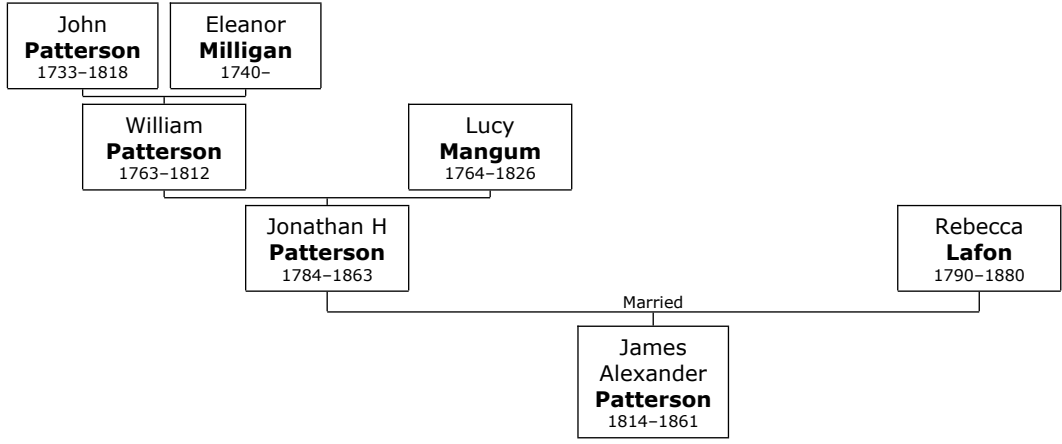 John
Patterson
1733–1818
Eleanor
Milligan
1740–
William
Patterson
1763–1812
Lucy
Mangum
1764–1826
Jonathan H
Patterson
1784–1863
Rebecca
Lafon
1790–1880
Married
James
Alexander
Patterson
1814–1861